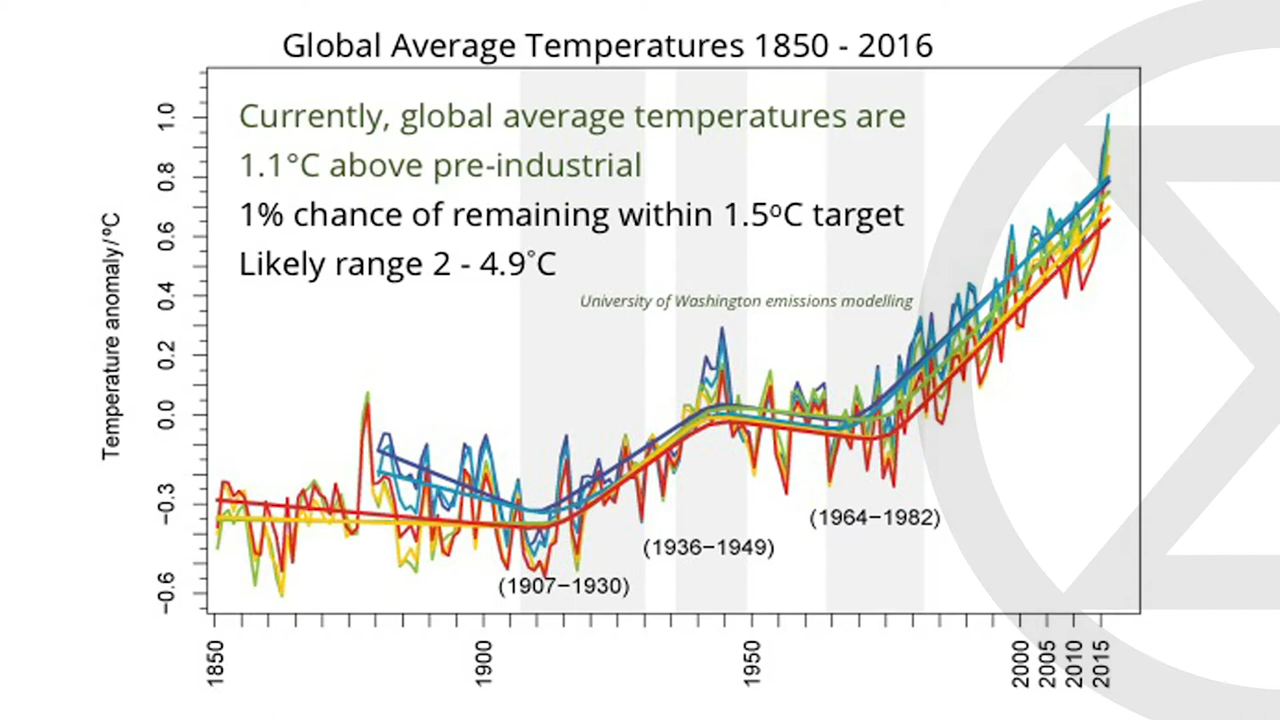 Global Average Temperatures 1850 - 2016
Currently, global average temperatures are
1.1°C above pre-industrial
1% chance of remaining within 1.5ºC target
Likely range 2 - 4.9°C
University of Washington emissions modelling
Temperature anomaly/°C
1.0
0.8
0.6
0.4
0.2
0.0
−0.3
−0.6
(1907−1930)
(1936−1949)
(1964−1982)
1850
1900
1950
2000
2005
2010
2015